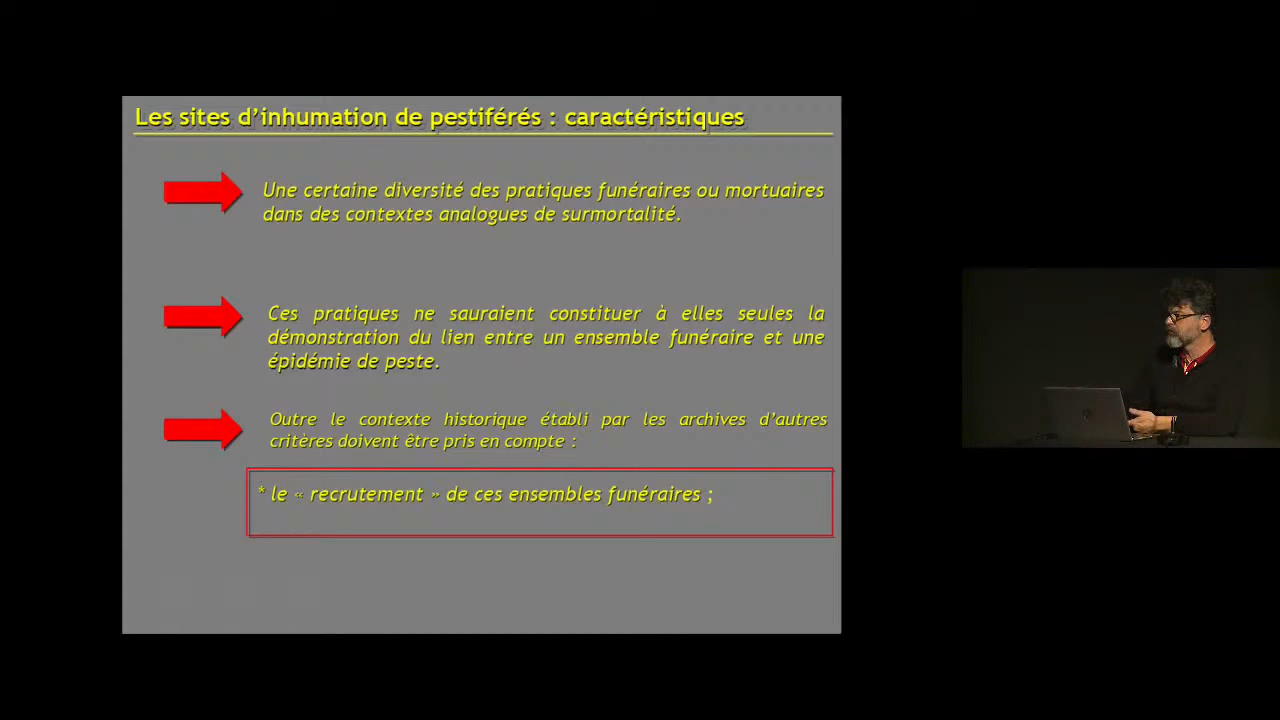 Les sites d’inhumation de pestiférés : caractéristiques
Une certaine diversité des pratiques funéraires ou mortuaires
dans des contextes analogues de surmortalité.
Ces pratiques ne sauraient constituer à elles seules la
démonstration du lien entre un ensemble funéraire et une
épidémie de peste.
Outre le contexte historique établi par les archives d’autres
critères doivent être pris en compte :
* le « recrutement » de ces ensembles funéraires ;